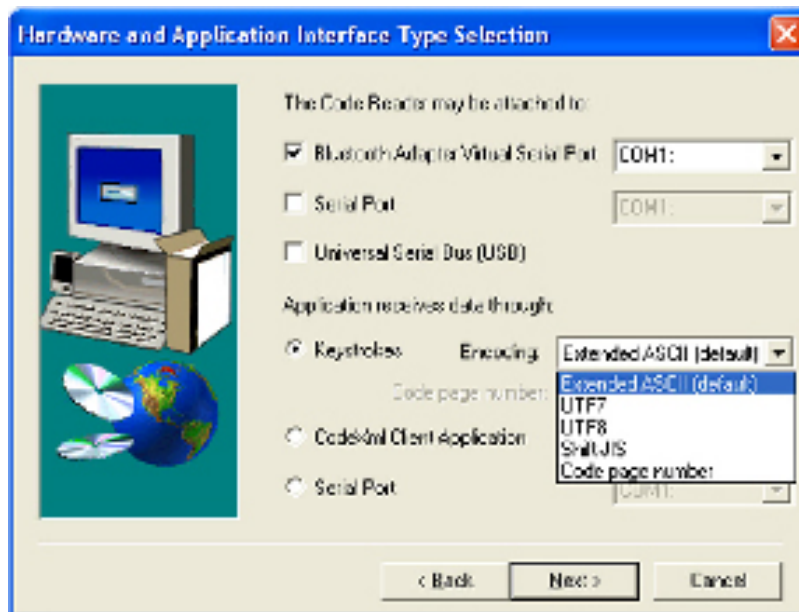 Hardware and Application Interface Type Selection
The Code Reader may be attached to:
Bluetooth Adapter Virtual Serial Port COM1:
Serial Port COM1:
Universal Serial Bus (USB)
Application receives data through:
Keystrokes Encoding: Extended ASCII (default)
Code page number: Extended ASCII (default)
UTF7
UTF8
CodeXml Client Application Shift-JIS
Code page number
Serial Port COM1:
< Back Next > Cancel